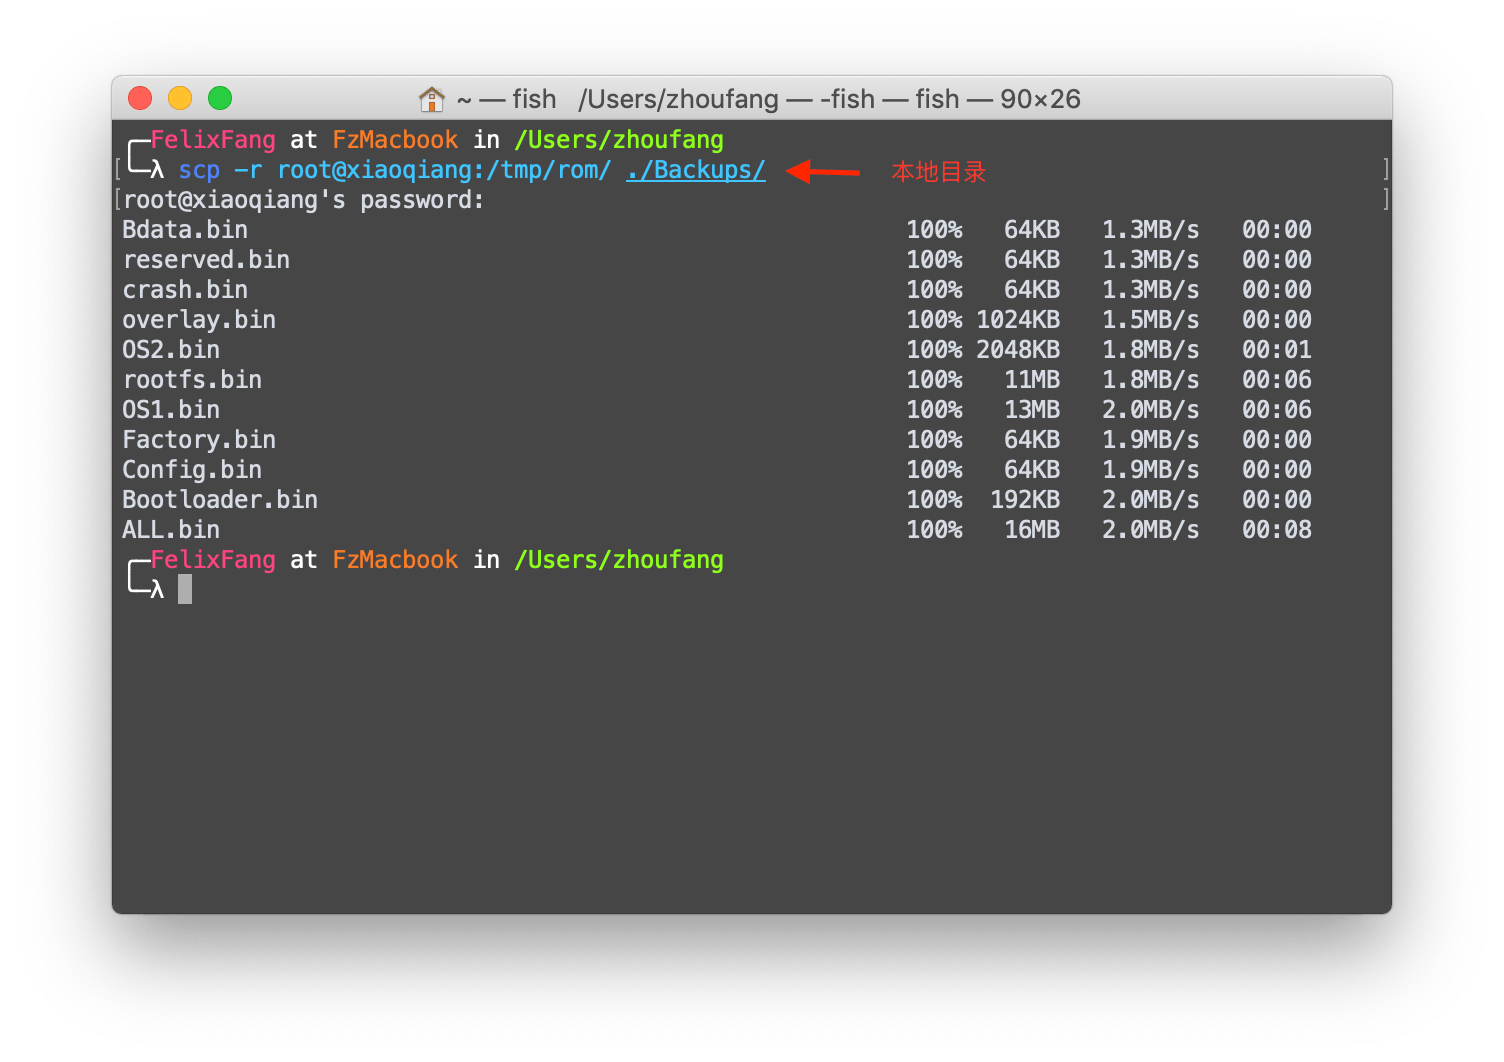 ~ — fish /Users/zhoufang — -fish — fish — 90×26
FelixFang at FzMacbook in /Users/zhoufang
λ scp -r root@xiaoqiang:/tmp/rom/ ./Backups/ 本地目录
root@xiaoqiang's password:
Bdata.bin 100% 64KB 1.3MB/s 00:00
reserved.bin 100% 64KB 1.3MB/s 00:00
crash.bin 100% 64KB 1.3MB/s 00:00
overlay.bin 100% 1024KB 1.5MB/s 00:00
OS2.bin 100% 2048KB 1.8MB/s 00:01
rootfs.bin 100% 11MB 1.8MB/s 00:06
OS1.bin 100% 13MB 2.0MB/s 00:06
Factory.bin 100% 64KB 1.9MB/s 00:00
Config.bin 100% 64KB 1.9MB/s 00:00
Bootloader.bin 100% 192KB 2.0MB/s 00:00
ALL.bin 100% 16MB 2.0MB/s 00:08
FelixFang at FzMacbook in /Users/zhoufang
λ